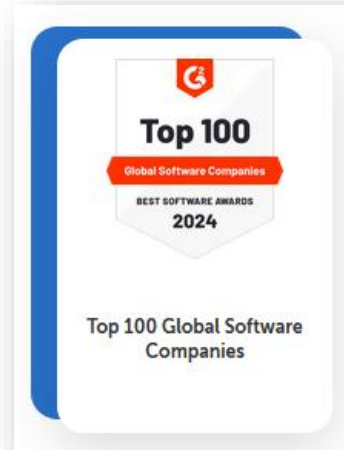 G2
Top 100
Global Software Companies
BEST SOFTWARE AWARDS
2024
Top 100 Global Software
Companies